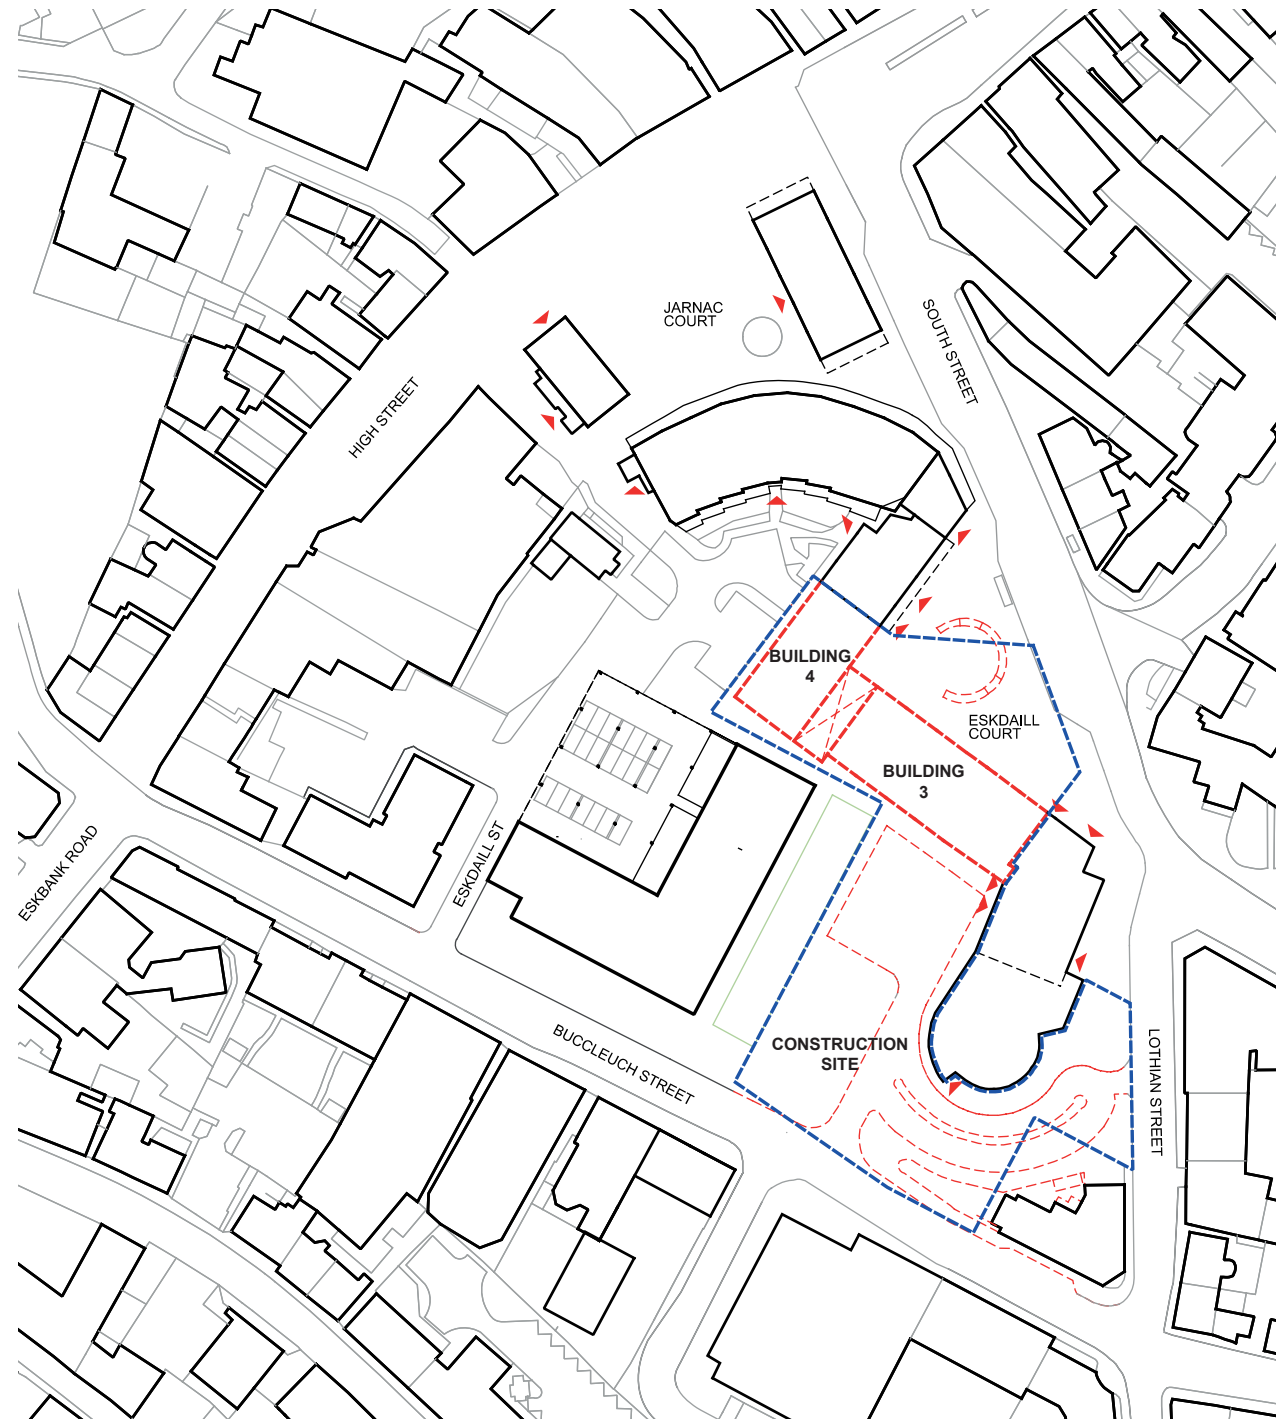 JARNAC
COURT
SOUTH STREET
HIGH STREET
BUILDING
4
ESKDAILL
COURT
BUILDING
3
ESKBANK ROAD
ESKDAILL ST
BUCCLEUCH STREET
CONSTRUCTION
SITE
LOTHIAN STREET